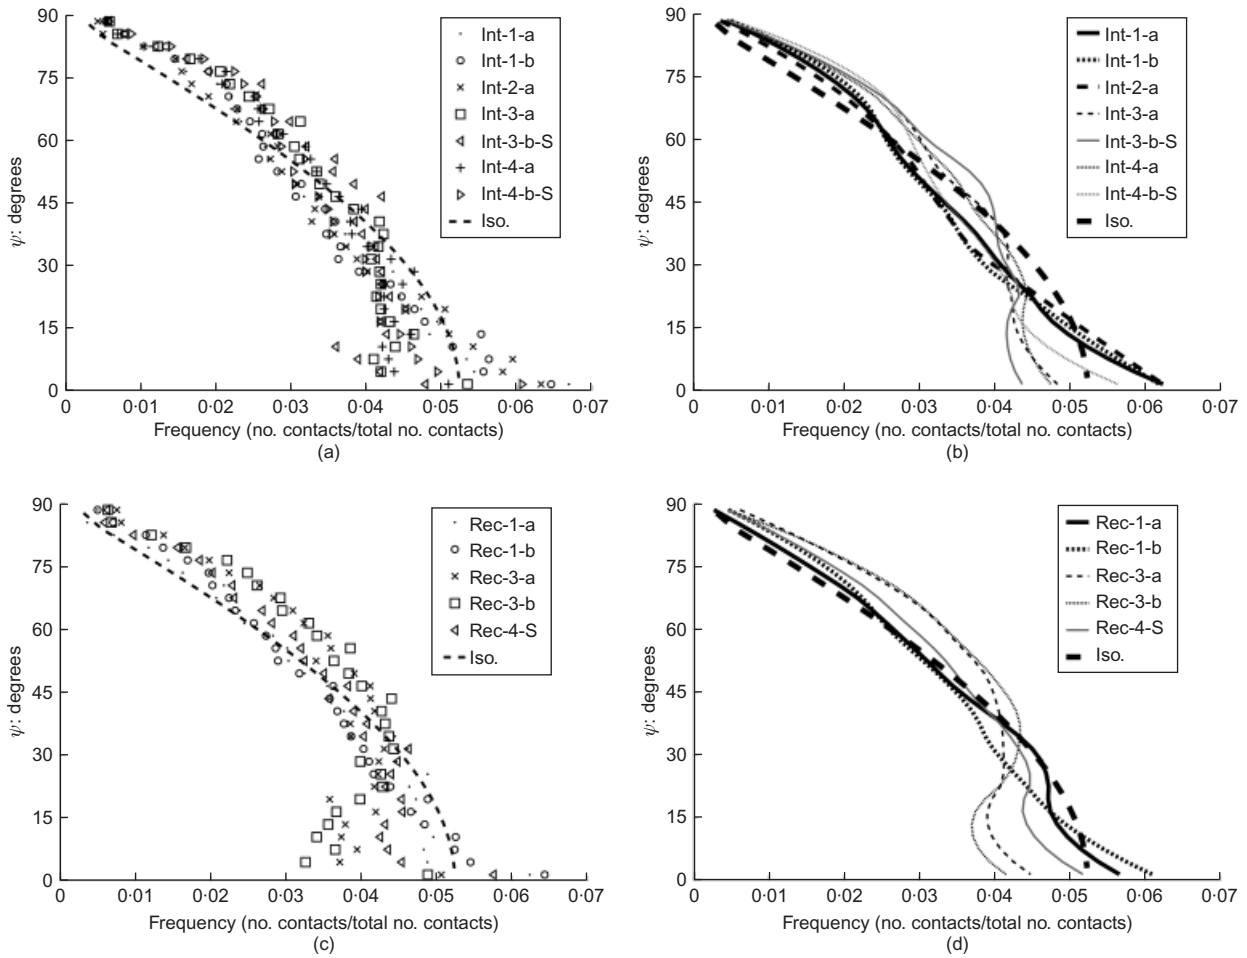 90
75
60
45
30
15
0
ψ: degrees
0
0·01
0·02
0·03
0·04
0·05
0·06
0·07
Frequency (no. contacts/total no. contacts)
(a)
Int-1-a
Int-1-b
Int-2-a
Int-3-a
Int-3-b-S
Int-4-a
Int-4-b-S
Iso.
90
75
60
45
30
15
0
ψ: degrees
0
0·01
0·02
0·03
0·04
0·05
0·06
0·07
Frequency (no. contacts/total no. contacts)
(b)
Int-1-a
Int-1-b
Int-2-a
Int-3-a
Int-3-b-S
Int-4-a
Int-4-b-S
Iso.
90
75
60
45
30
15
0
ψ: degrees
0
0·01
0·02
0·03
0·04
0·05
0·06
0·07
Frequency (no. contacts/total no. contacts)
(c)
Rec-1-a
Rec-1-b
Rec-3-a
Rec-3-b
Rec-4-S
Iso.
90
75
60
45
30
15
0
ψ: degrees
0
0·01
0·02
0·03
0·04
0·05
0·06
0·07
Frequency (no. contacts/total no. contacts)
(d)
Rec-1-a
Rec-1-b
Rec-3-a
Rec-3-b
Rec-4-S
Iso.